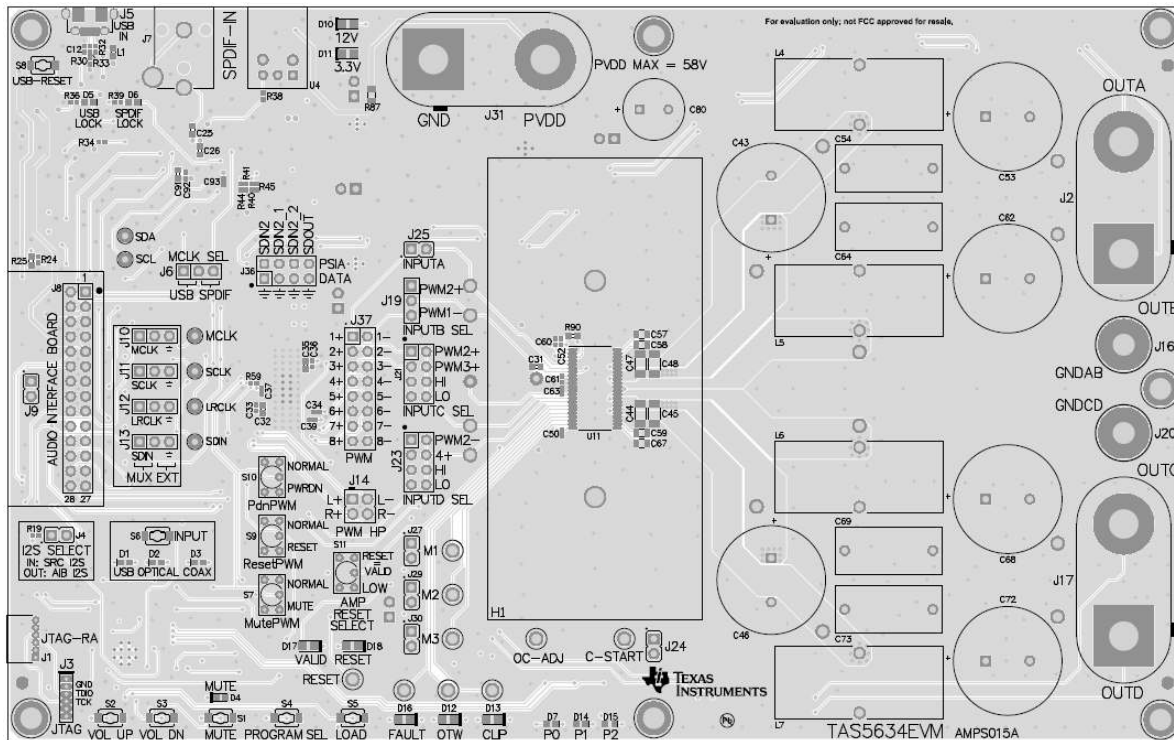 For evaluation only; not FCC approved for resale.
J5
USB
IN
C12
R32
L1
R30
R33
S8
USB-RESET
J7
SPDIF-IN
U4
D10
12V
D11
3.3V
R87
R38
GND
J31
PVDD
PVDD MAX = 58V
C80
R36
D5
R39
D6
USB
LOCK
SPDIF
LOCK
R34
C25
C26
C91
C92
C93
R41
R45
R44
R40
L4
C43
C54
C53
OUTA
J2
SDA
SCL
R25
R24
MCLK SEL
J6
USB SPDIF
SDN2
SDN2_1
SDN2_2
SDOUT
J36
PSIA
DATA
J25
INPUTA
C62
C64
L5
OUTB
J8
1
AUDIO INTERFACE BOARD
28 27
J9
J10
MCLK
MCLK
J11
SCLK
SCLK
J12
LRCLK
LRCLK
J13
SDIN
SDIN
MUX EXT
R59
C37
C33
C32
C35
C36
C34
C39
J37
1+ 1-
2+ 2-
3+ 3-
4+ 4-
5+ 5-
6+ 6-
7+ 7-
8+ 8-
PWM
J19
PWM2+
PWM1-
INPUTB SEL
J21
PWM2+
PWM3+
HI
LO
INPUTC SEL
J23
PWM2-
4+
HI
LO
INPUTD SEL
C60
R90
C52
C31
C61
C63
C50
U11
C57
C58
C47
C48
C44
C45
C59
C67
J16
GNDAB
GNDCD
J20
L6
OUTC
S10
NORMAL
PWRDN
PdnPWM
S9
NORMAL
RESET
ResetPWM
S7
NORMAL
MUTE
MutePWM
J14
L+ L-
R+ R-
PWM HP
S11
RESET
=
VALID
LOW
AMP
RESET
SELECT
J27
M1
J29
M2
J30
M3
H1
R19
J4
I2S SELECT
IN: SRC I2S
OUT: AIB I2S
S6
INPUT
D1
D2
D3
USB OPTICAL COAX
C69
C68
C46
C73
C72
J17
OUTD
L7
JTAG-RA
J1
J3
GND
TDIO
TCK
JTAG
D17
D18
VALID
RESET
RESET
OC-ADJ
C-START
J24
TEXAS
INSTRUMENTS
MUTE
D4
S2
S3
S1
S4
S5
D16
D12
D13
D7
D14
D15
VOL UP
VOL DN
MUTE
PROGRAM SEL
LOAD
FAULT
OTW
CLIP
P0
P1
P2
Pb
TAS5634EVM AMPS015A